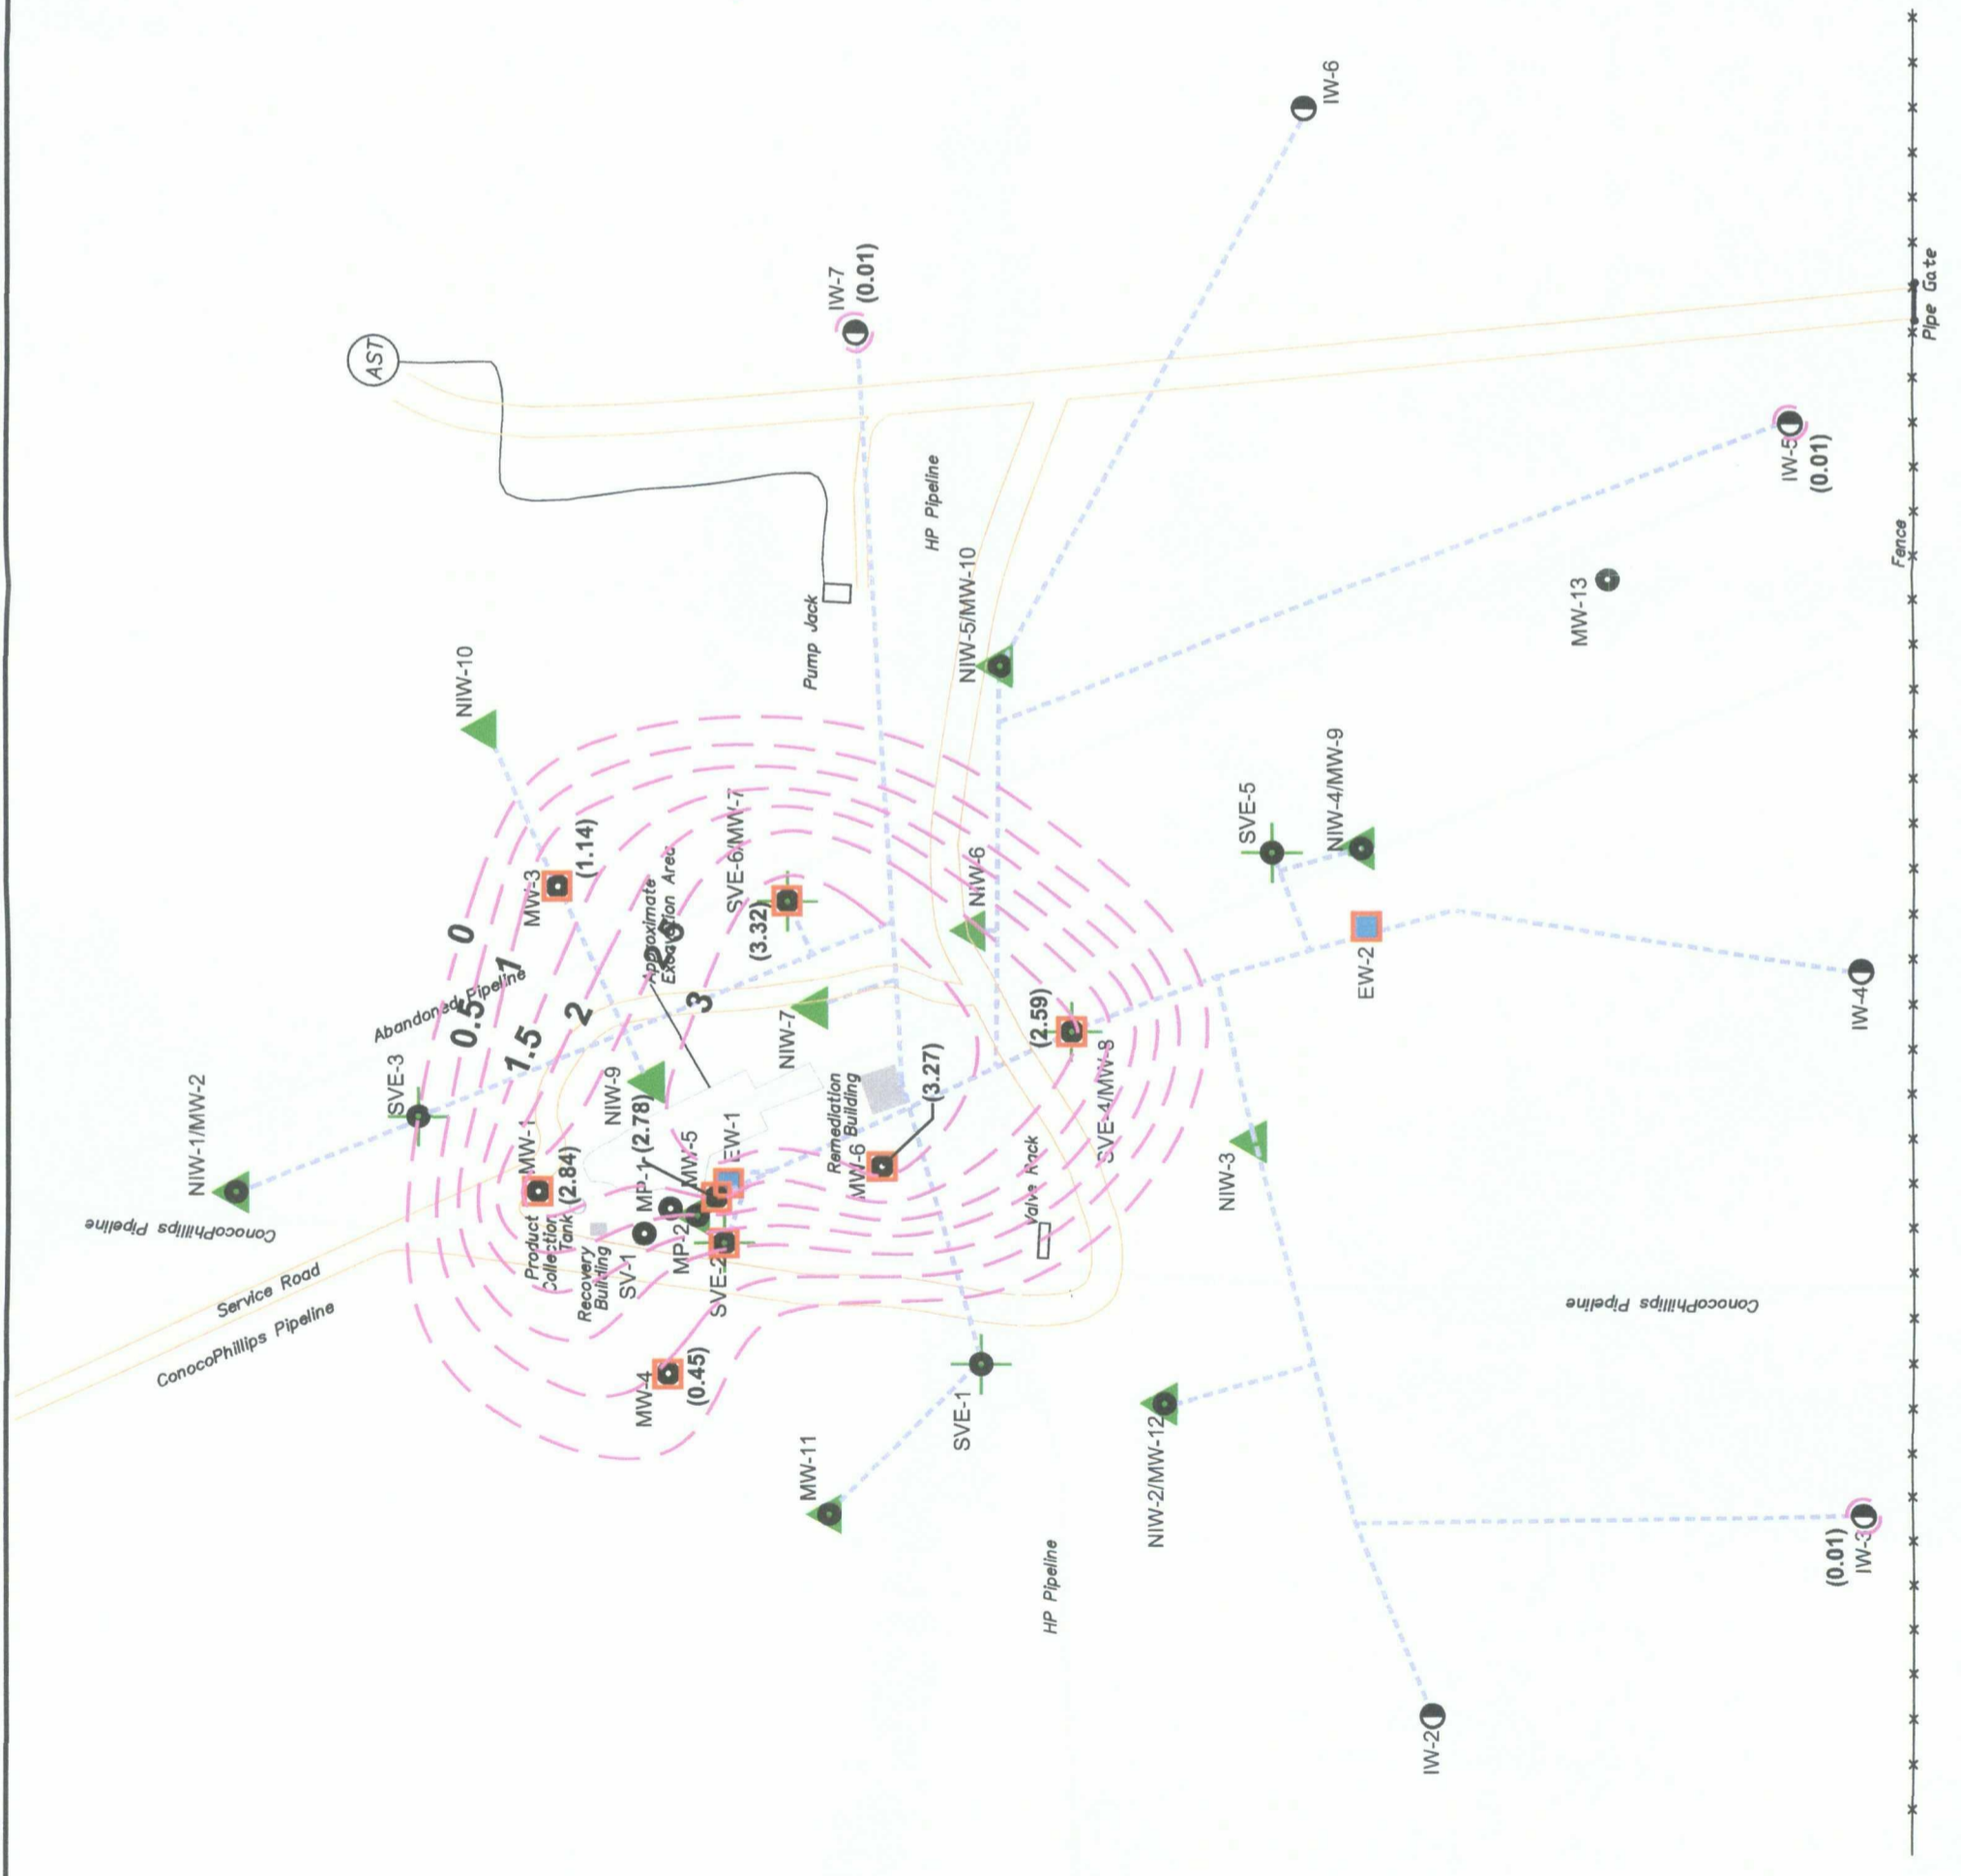 AST
IW-6
IW-7
(0.01)
Pipe Gate
IW-5
(0.01)
HP Pipeline
Fence
Pump Jack
NIW-5/MW-10
MW-13
NIW-10
0
0.5
1
1.5
2
2.5
3
MW-3
(1.14)
Approximate
Excavation Area
SVE-6/MW-7
(3.32)
NIW-6
SVE-5
NIW-4/MW-9
EW-2
IW-4
Abandoned Pipeline
NIW-7
(2.59)
SVE-4/MW-8
SVE-3
NIW-1/MW-2
NIW-9
MW-1
(2.84)
(2.78)
MP-1
MW-5
EW-1
Remediation
Building
MW-6
(3.27)
NIW-3
Valve Rack
ConocoPhillips Pipeline
Product
Collection
Tank
Recovery
Building
SV-1
MP-2
SVE-2
Service Road
ConocoPhillips Pipeline
MW-4
(0.45)
SVE-1
MW-11
NIW-2/MW-12
ConocoPhillips Pipeline
HP Pipeline
(0.01)
IW-3
IW-2